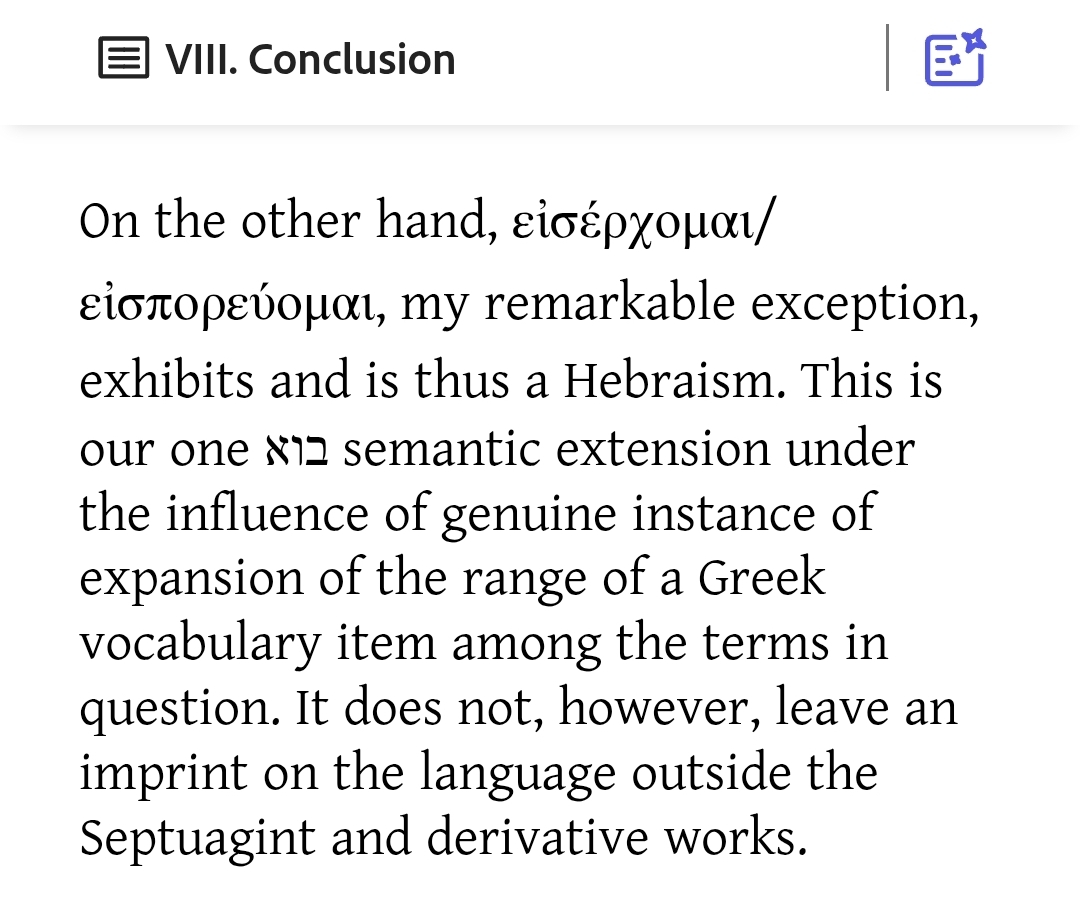 VIII. Conclusion
On the other hand, εἰσέρχομαι/
εἰσπορεύομαι, my remarkable exception,
exhibits and is thus a Hebraism. This is
our one בוא semantic extension under
the influence of genuine instance of
expansion of the range of a Greek
vocabulary item among the terms in
question. It does not, however, leave an
imprint on the language outside the
Septuagint and derivative works.